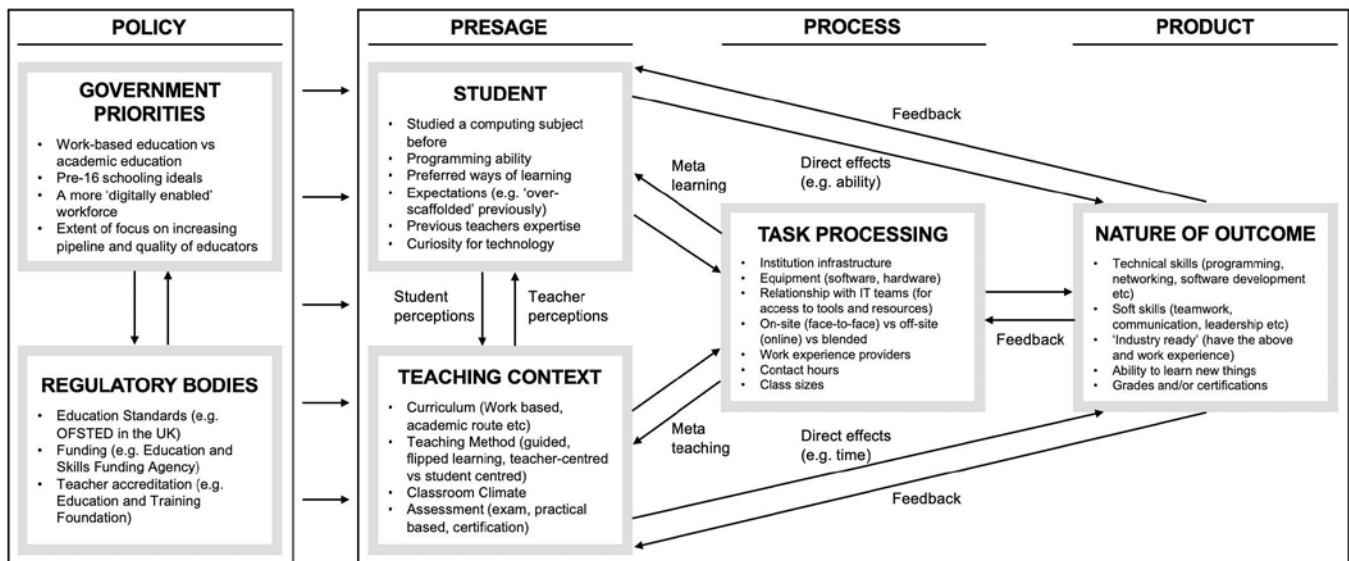 POLICY
PRESAGE
PROCESS
PRODUCT
GOVERNMENT
PRIORITIES
• Work-based education vs
academic education
• Pre-16 schooling ideals
• A more ‘digitally enabled’
workforce
• Extent of focus on increasing
pipeline and quality of educators
REGULATORY BODIES
• Education Standards (e.g.
OFSTED in the UK)
• Funding (e.g. Education and
Skills Funding Agency)
• Teacher accreditation (e.g.
Education and Training
Foundation)
STUDENT
• Studied a computing subject
before
• Programming ability
• Preferred ways of learning
• Expectations (e.g. ‘over-
scaffolded’ previously)
• Previous teachers expertise
• Curiosity for technology
Student
perceptions
Teacher
perceptions
TEACHING CONTEXT
• Curriculum (Work based,
academic route etc)
• Teaching Method (guided,
flipped learning, teacher-centred
vs student centred)
• Classroom Climate
• Assessment (exam, practical
based, certification)
Meta
learning
Direct effects
(e.g. ability)
Feedback
TASK PROCESSING
• Institution infrastructure
• Equipment (software, hardware)
• Relationship with IT teams (for
access to tools and resources)
• On-site (face-to-face) vs off-site
(online) vs blended
• Work experience providers
• Contact hours
• Class sizes
Feedback
Meta
teaching
Direct effects
(e.g. time)
Feedback
NATURE OF OUTCOME
• Technical skills (programming,
networking, software development
etc)
• Soft skills (teamwork,
communication, leadership etc)
• ‘Industry ready’ (have the above
and work experience)
• Ability to learn new things
• Grades and/or certifications